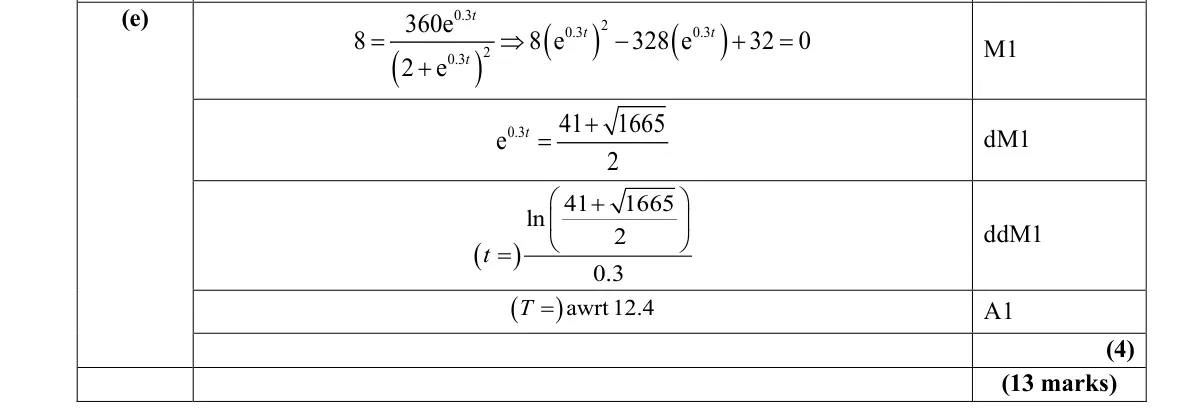 (e) 8 = 360e^{0.3t} / (2 + e^{0.3t})^2 ⇒ 8(e^{0.3t})^2 − 328(e^{0.3t}) + 32 = 0 M1
e^{0.3t} = (41 + √1665) / 2 dM1
(t =) ln((41 + √1665) / 2) / 0.3 ddM1
(T =) awrt 12.4 A1
(4)
(13 marks)